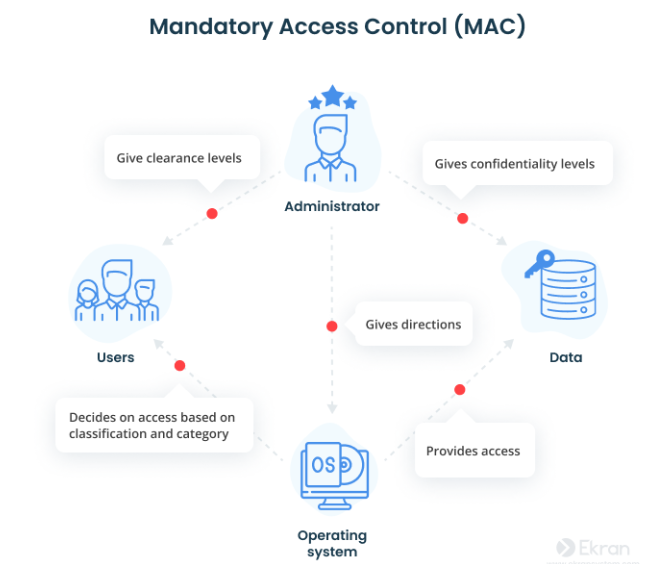 Mandatory Access Control (MAC)
Give clearance levels
Gives confidentiality levels
Administrator
Gives directions
Users
Data
Decides on access based on
classification and category
Provides access
OS
Operating
system
Ekran